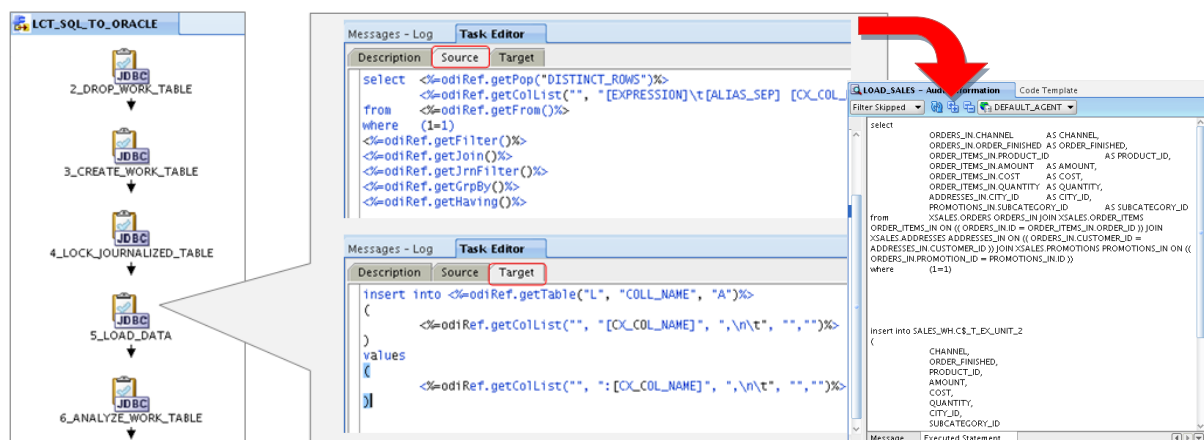 LCT_SQL_TO_ORACLE
JDBC
2_DROP_WORK_TABLE
JDBC
3_CREATE_WORK_TABLE
JDBC
4_LOCK_JOURNALIZED_TABLE
JDBC
5_LOAD_DATA
JDBC
6_ANALYZE_WORK_TABLE
Messages - Log Task Editor
Description Source Target
select <%=odiRef.getPop("DISTINCT_ROWS")%>
<%=odiRef.getColList("", "[EXPRESSION]\t[ALIAS_SEP] [CX_COL_
from <%=odiRef.getFrom()%>
where (1=1)
<%=odiRef.getFilter()%>
<%=odiRef.getJoin()%>
<%=odiRef.getJrnFilter()%>
<%=odiRef.getGrpBy()%>
<%=odiRef.getHaving()%>
Messages - Log Task Editor
Description Source Target
insert into <%=odiRef.getTable("L", "COLL_NAME", "A")%>
(
<%=odiRef.getColList("", "[CX_COL_NAME]", ",\n\t", "","")%>
)
values
(
<%=odiRef.getColList("", ":[CX_COL_NAME]", ",\n\t", "","")%>
)
LOAD_SALES - Au formation Code Template
Filter Skipped DEFAULT_AGENT
select
ORDERS_IN.CHANNEL AS CHANNEL,
ORDERS_IN.ORDER_FINISHED AS ORDER_FINISHED,
ORDER_ITEMS_IN.PRODUCT_ID AS PRODUCT_ID,
ORDER_ITEMS_IN.AMOUNT AS AMOUNT,
ORDER_ITEMS_IN.COST AS COST,
ORDER_ITEMS_IN.QUANTITY AS QUANTITY,
ADDRESSES_IN.CITY_ID AS CITY_ID,
PROMOTIONS_IN.SUBCATEGORY_ID AS SUBCATEGORY_ID
from XSALES.ORDERS ORDERS_IN JOIN XSALES.ORDER_ITEMS
ORDER_ITEMS_IN ON (( ORDERS_IN.ID = ORDER_ITEMS_IN.ORDER_ID )) JOIN
XSALES.ADDRESSES ADDRESSES_IN ON (( ORDERS_IN.CUSTOMER_ID =
ADDRESSES_IN.CUSTOMER_ID )) JOIN XSALES.PROMOTIONS PROMOTIONS_IN ON ((
ORDERS_IN.PROMOTION_ID = PROMOTIONS_IN.ID ))
where (1=1)
insert into SALES_WH.C$_T_EX_UNIT_2
(
CHANNEL,
ORDER_FINISHED,
PRODUCT_ID,
AMOUNT,
COST,
QUANTITY,
CITY_ID,
SUBCATEGORY_ID
Message Executed Statement